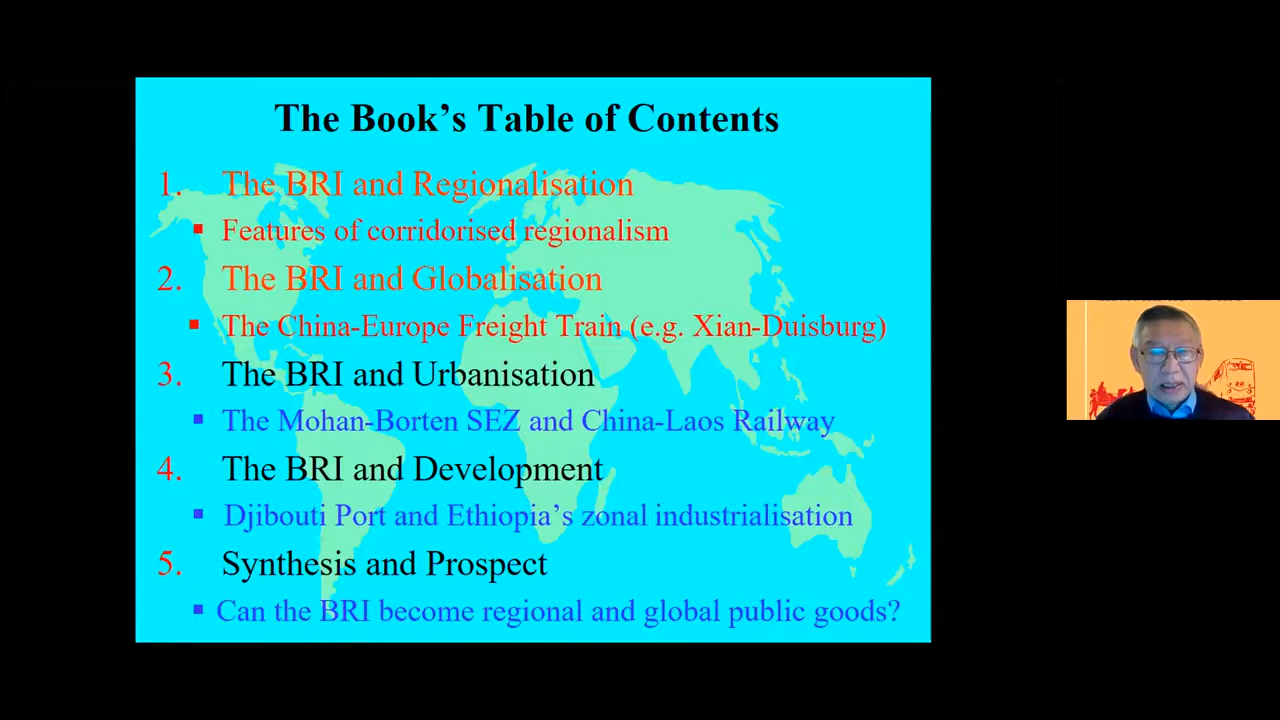 The Book's Table of Contents
1. The BRI and Regionalisation
▪ Features of corridorised regionalism
2. The BRI and Globalisation
▪ The China-Europe Freight Train (e.g. Xian-Duisburg)
3. The BRI and Urbanisation
▪ The Mohan-Borten SEZ and China-Laos Railway
4. The BRI and Development
▪ Djibouti Port and Ethiopia's zonal industrialisation
5. Synthesis and Prospect
▪ Can the BRI become regional and global public goods?